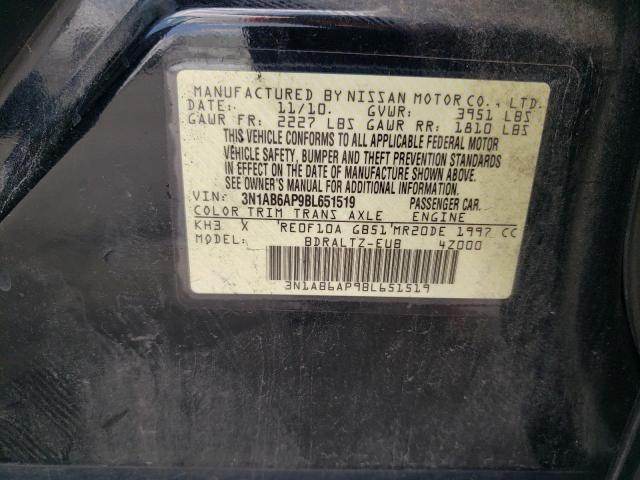 MANUFACTURED BY NISSAN MOTOR CO., LTD.
DATE: 11/10. GVWR: 3951 LBS
GAWR FR: 2227 LBS GAWR RR: 1810 LBS
THIS VEHICLE CONFORMS TO ALL APPLICABLE FEDERAL MOTOR
VEHICLE SAFETY, BUMPER AND THEFT PREVENTION STANDARDS
IN EFFECT ON THE DATE OF MANUFACTURE SHOWN ABOVE.
SEE OWNER'S MANUAL FOR ADDITIONAL INFORMATION.
VIN: 3N1AB6AP9BL651519 PASSENGER CAR.
COLOR TRIM TRANS AXLE ENGINE
KH3 X 'RE0F10A GB51'MR20DE 1997 CC
BDRALTZ-EUB 4Z000
3N1AB6AP9BL651519